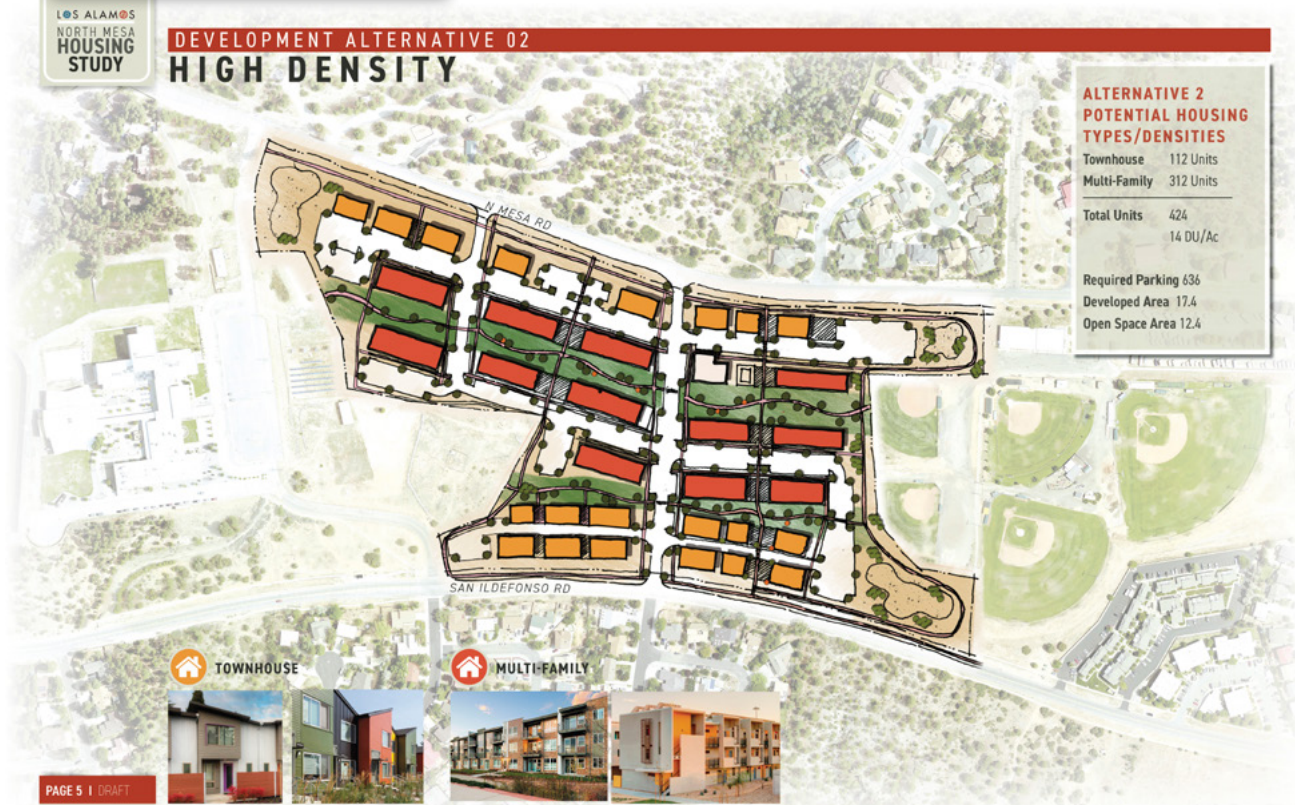 LOS ALAMOS
NORTH MESA
HOUSING
STUDY
DEVELOPMENT ALTERNATIVE 02
HIGH DENSITY
ALTERNATIVE 2
POTENTIAL HOUSING
TYPES/DENSITIES
Townhouse 112 Units
Multi-Family 312 Units
Total Units 424
14 DU/Ac
Required Parking 636
Developed Area 17.4
Open Space Area 12.4
N MESA RD
SAN ILDEFONSO RD
TOWNHOUSE
MULTI-FAMILY
PAGE 5 | DRAFT